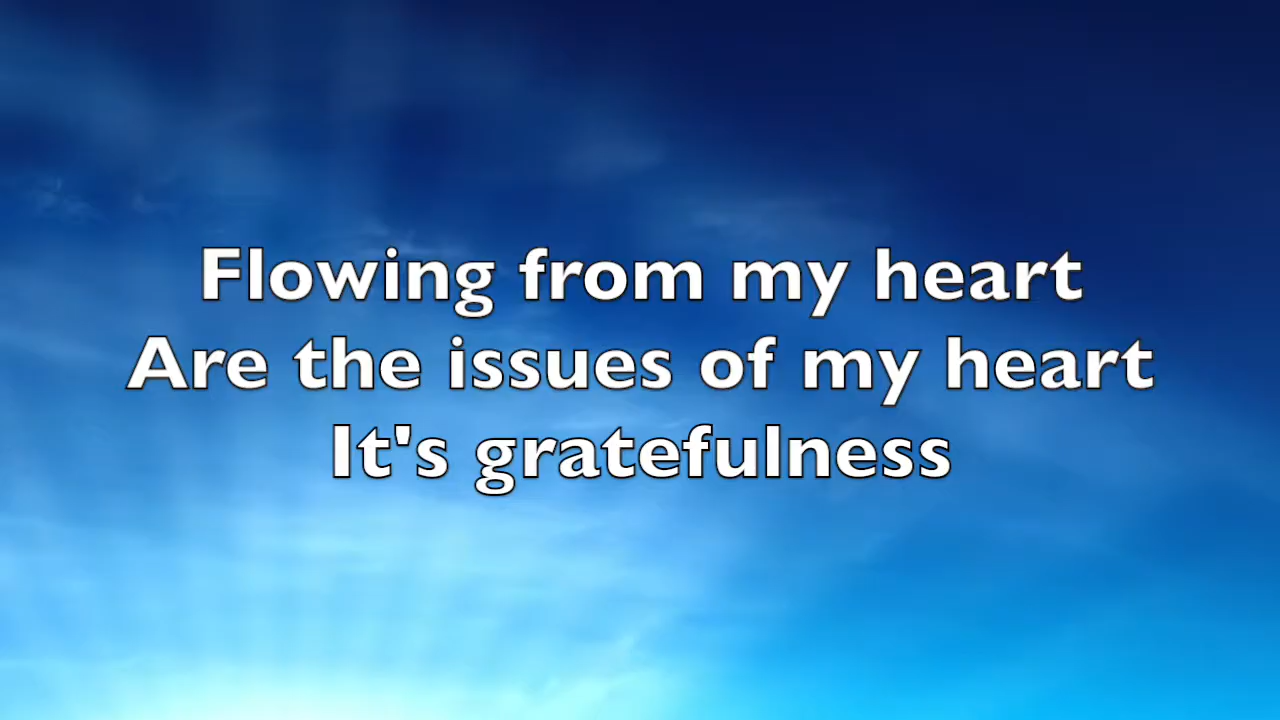 Flowing from my heart
Are the issues of my heart
It's gratefulness